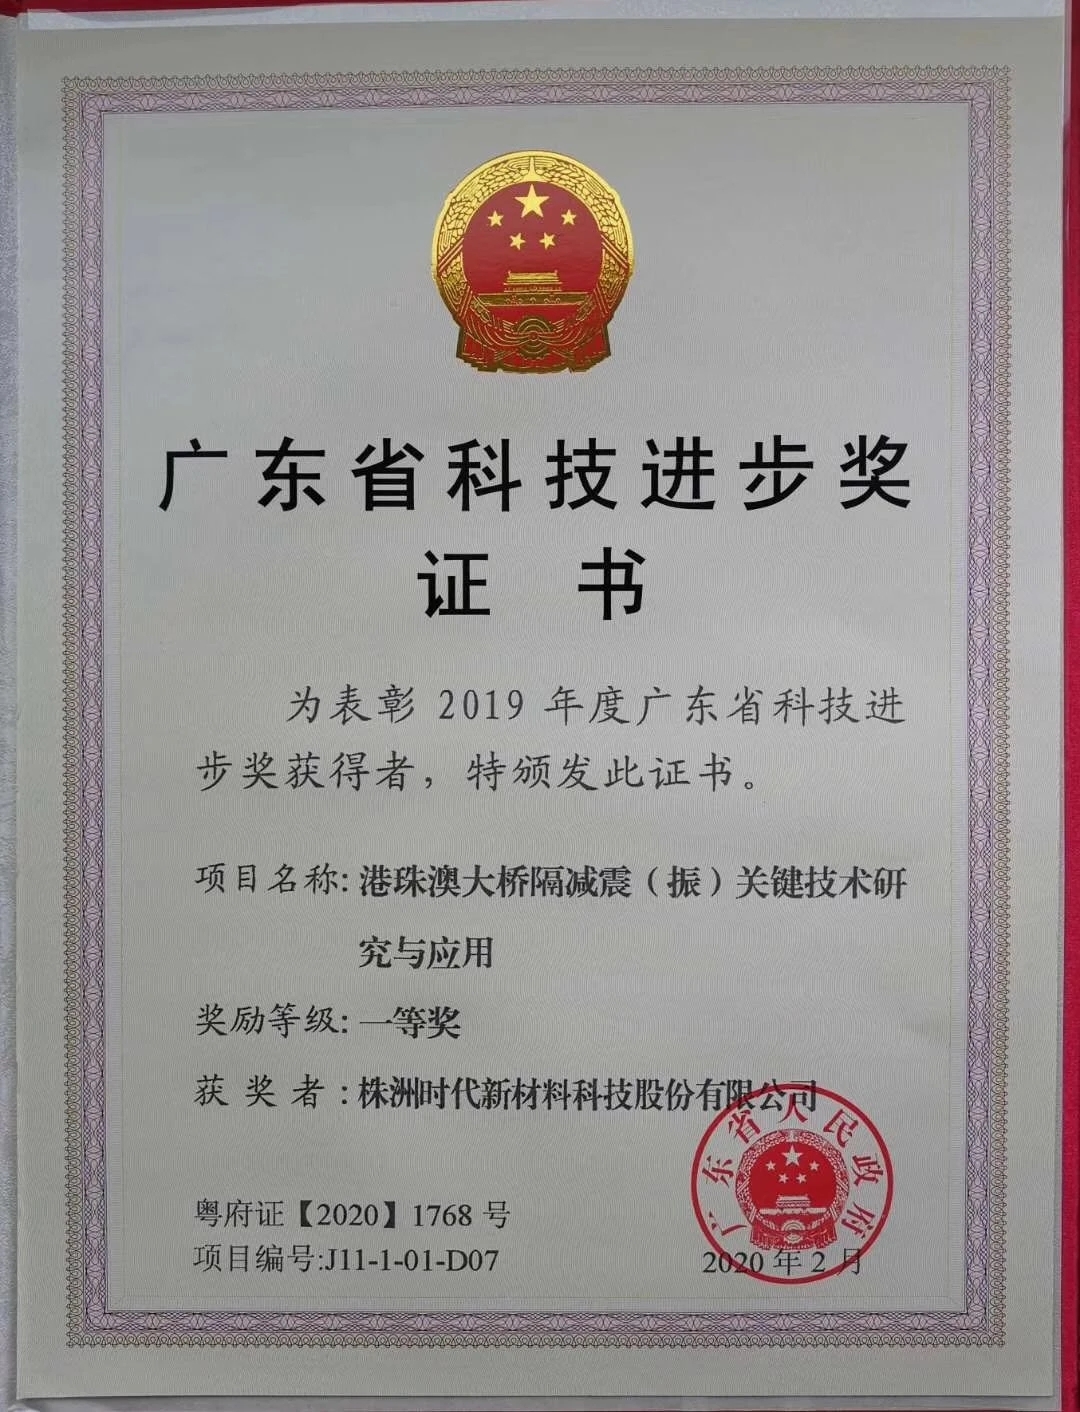 广东省科技进步奖
证书
为表彰 2019 年度广东省科技进
步奖获得者，特颁发此证书。
项目名称: 港珠澳大桥隔减震（振）关键技术研
究与应用
奖励等级: 一等奖
获奖者: 株洲时代新材料科技股份有限公司
广东省人民政府
粤府证【2020】1768 号
项目编号:J11-1-01-D07
2020 年 2 月